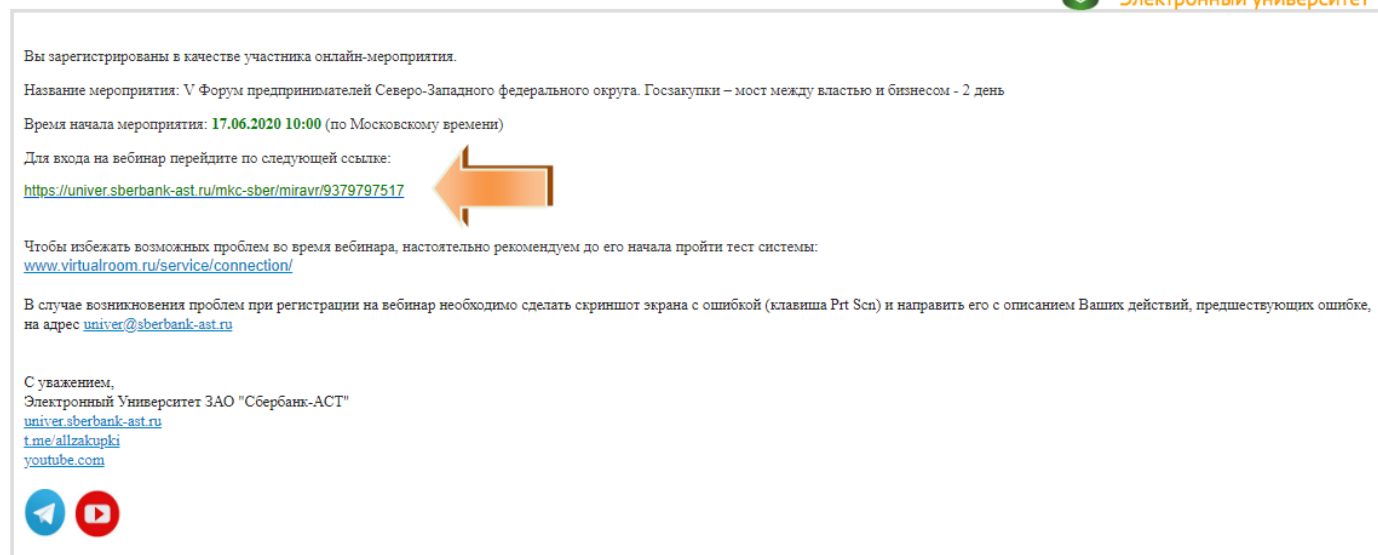 Электронный университет
Вы зарегистрированы в качестве участника онлайн-мероприятия.
Название мероприятия: V Форум предпринимателей Северо-Западного федерального округа. Госзакупки – мост между властью и бизнесом - 2 день
Время начала мероприятия: 17.06.2020 10:00 (по Московскому времени)
Для входа на вебинар перейдите по следующей ссылке:
https://univer.sberbank-ast.ru/mkc-sber/miravr/9379797517
Чтобы избежать возможных проблем во время вебинара, настоятельно рекомендуем до его начала пройти тест системы:
www.virtualroom.ru/service/connection/
В случае возникновения проблем при регистрации на вебинар необходимо сделать скриншот экрана с ошибкой (клавиша Prt Scn) и направить его с описанием Ваших действий, предшествующих ошибке,
на адрес univer@sberbank-ast.ru
С уважением,
Электронный Университет ЗАО "Сбербанк-АСТ"
univer.sberbank-ast.ru
t.me/allzakupki
youtube.com